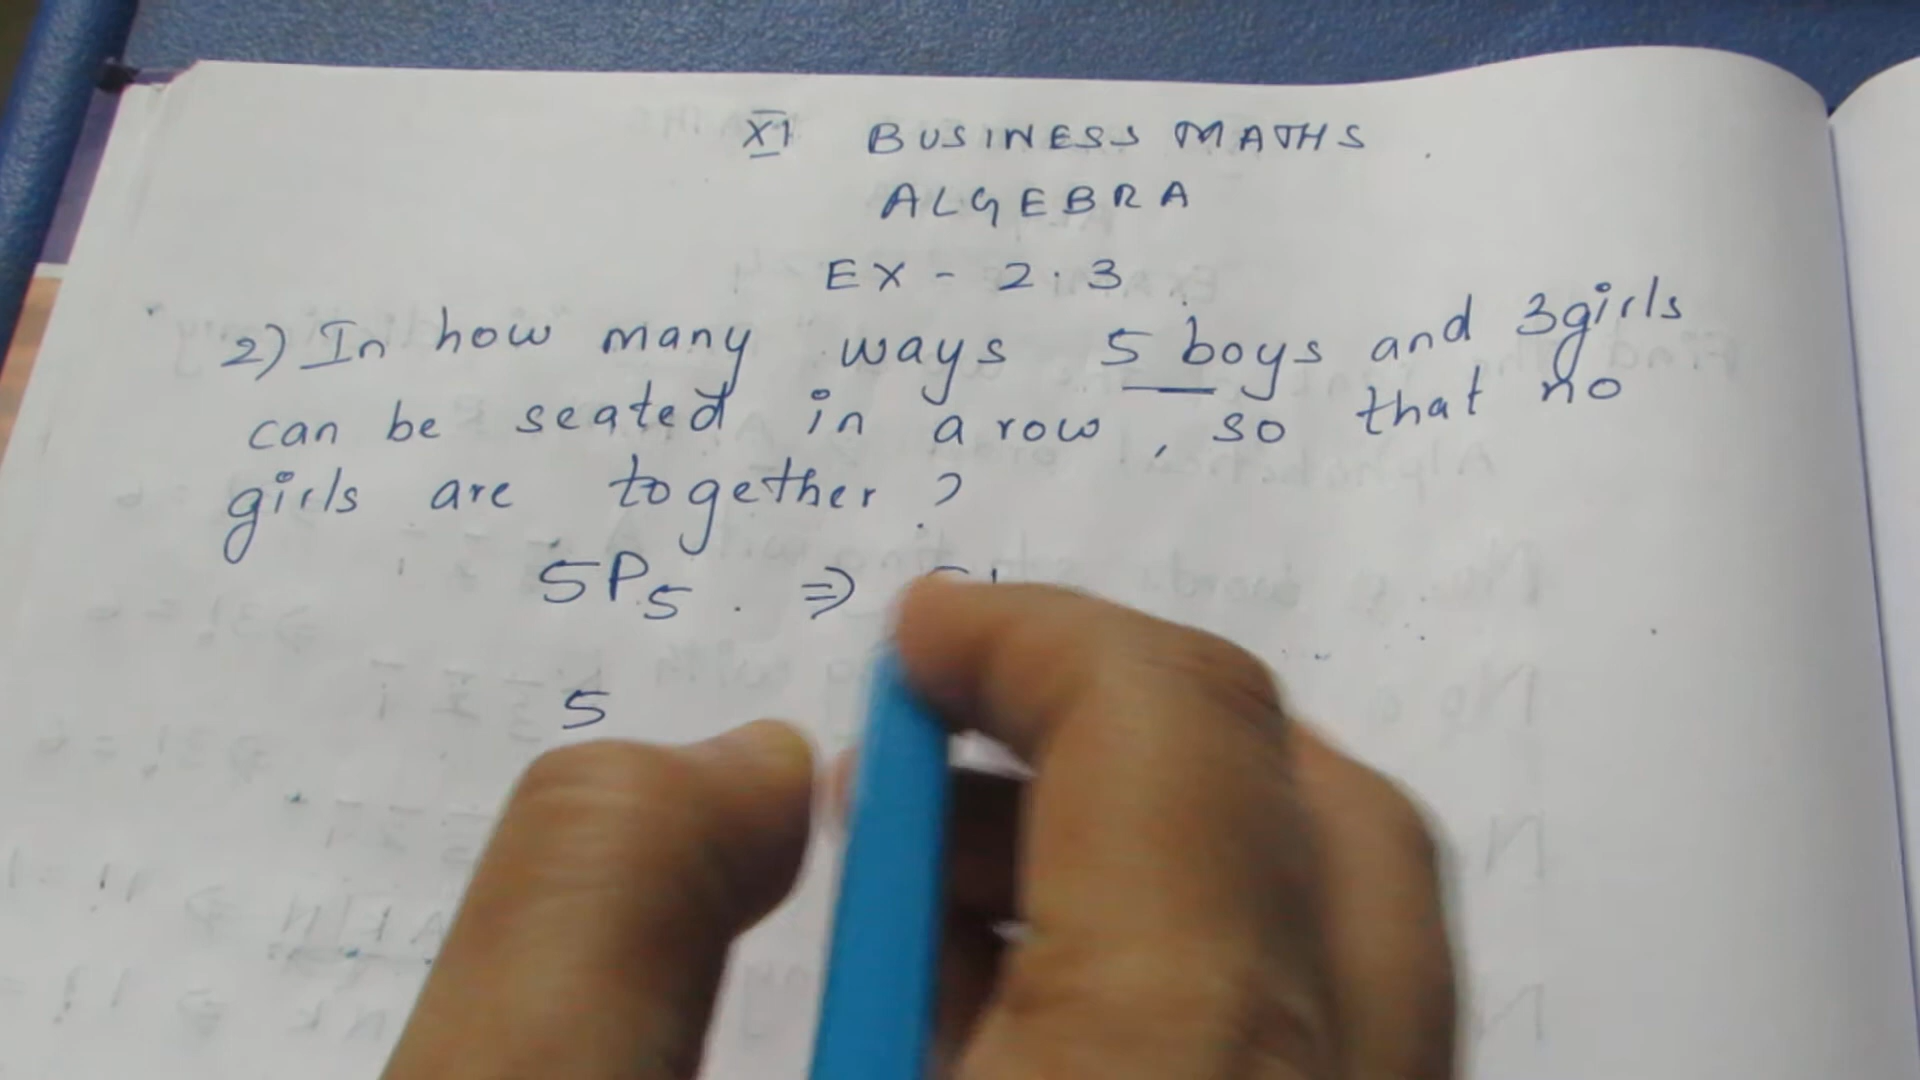 XI BUSINESS MATHS
ALGEBRA
EX - 2.3
2) In how many ways 5 boys and 3girls
can be seated in a row, so that no
girls are together?
5P5 ⇒
5